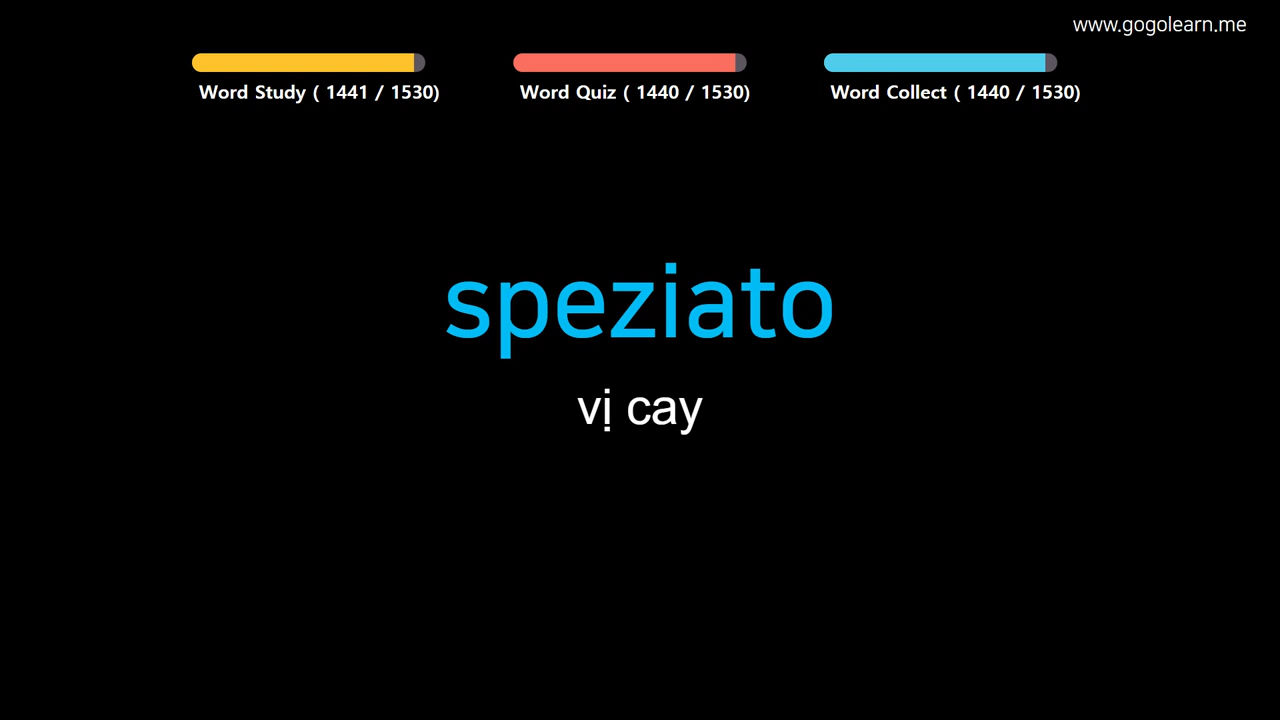 www.gogolearn.me
Word Study ( 1441 / 1530)
Word Quiz ( 1440 / 1530)
Word Collect ( 1440 / 1530)
speziato
vị cay